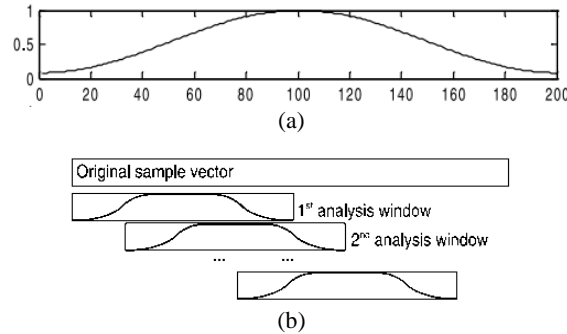 1
0.5
0
0 20 40 60 80 100 120 140 160 180 200
(a)
Original sample vector
1st analysis window
2nd analysis window
... ...
(b)